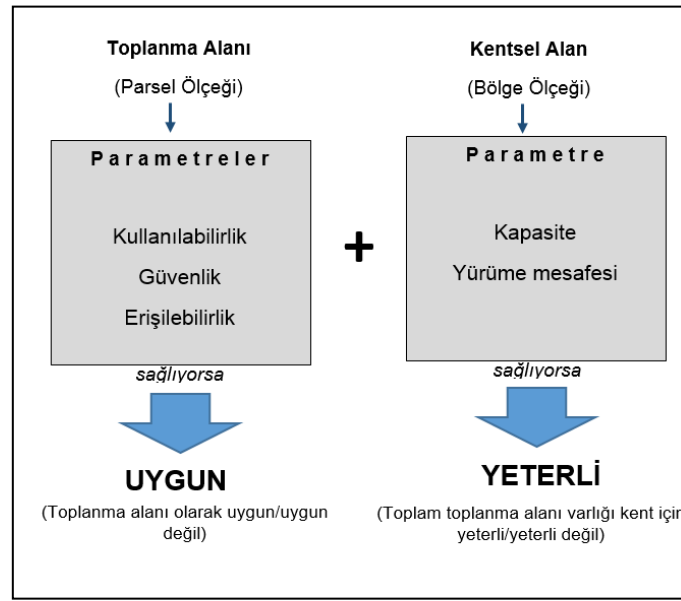 Toplanma Alanı
(Parsel Ölçeği)
Parametreler
Kullanılabilirlik
Güvenlik
Erişilebilirlik
sağlıyorsa
UYGUN
(Toplanma alanı olarak uygun/uygun
değil)
+
Kentsel Alan
(Bölge Ölçeği)
Parametre
Kapasite
Yürüme mesafesi
sağlıyorsa
YETERLİ
(Toplam toplanma alanı varlığı kent için
yeterli/yeterli değil)